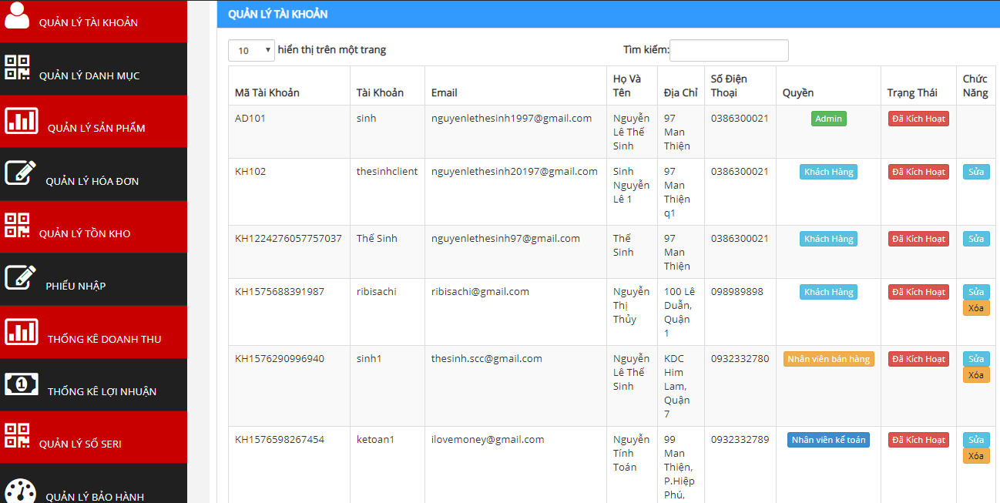 QUẢN LÝ TÀI KHOẢN
QUẢN LÝ DANH MỤC
QUẢN LÝ SẢN PHẨM
QUẢN LÝ HÓA ĐƠN
QUẢN LÝ TỒN KHO
PHIẾU NHẬP
THỐNG KÊ DOANH THU
1
THỐNG KÊ LỢI NHUẬN
QUẢN LÝ SỐ SERI
QUẢN LÝ BẢO HÀNH
QUẢN LÝ TÀI KHOẢN
10 hiển thị trên một trang
Tìm kiếm:
Mã Tài Khoản
Tài Khoản
Email
Họ Và
Tên
Địa Chỉ
Số Điện
Thoại
Quyền
Trạng Thái
Chức
Năng
AD101
sinh
nguyenlethesinh1997@gmail.com
Nguyễn
Lê Thế
Sinh
97
Man
Thiện
0386300021
Admin
Đã Kích Hoạt
KH102
thesinhclient
nguyenlethesinh20197@gmail.com
Sinh
Nguyễn
Lê 1
97
Man
Thiện
q1
0386300021
Khách Hàng
Đã Kích Hoạt
Sửa
KH1224276057757037
Thế Sinh
nguyenlethesinh97@gmail.com
Thế
Sinh
97
Man
Thiện
0386300021
Khách Hàng
Đã Kích Hoạt
Sửa
KH1575688391987
ribisachi
ribisachi@gmail.com
Nguyễn
Thị
Thủy
100 Lê
Duẫn,
Quận
1
098989898
Khách Hàng
Đã Kích Hoạt
Sửa
Xóa
KH1576290996940
sinh1
thesinh.scc@gmail.com
Nguyễn
Lê Thế
Sinh
KDC
Him
Lam,
Quận
7
0932332780
Nhân viên bán hàng
Đã Kích Hoạt
Sửa
Xóa
KH1576598267454
ketoan1
ilovemoney@gmail.com
Nguyễn
Tính
Toán
99
Man
Thiện,
P.Hiệp
Phú,
0932332789
Nhân viên kế toán
Đã Kích Hoạt
Sửa
Xóa